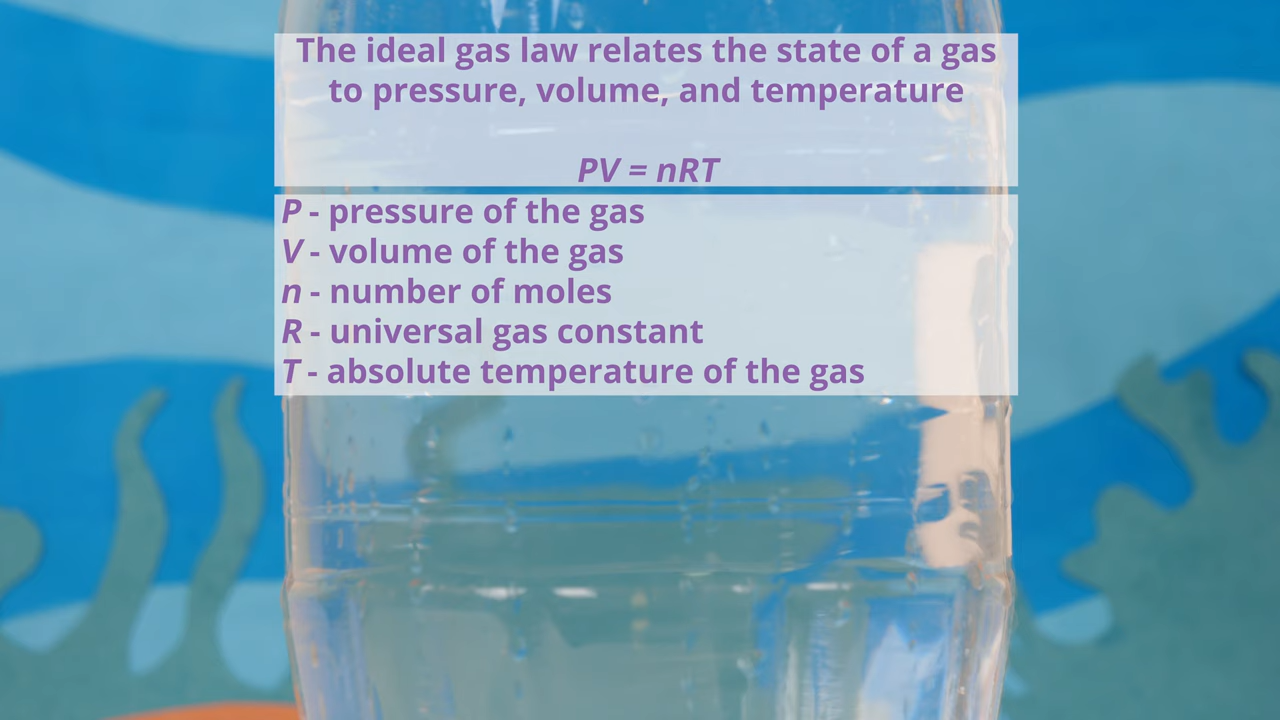 The ideal gas law relates the state of a gas
to pressure, volume, and temperature
PV = nRT
P - pressure of the gas
V - volume of the gas
n - number of moles
R - universal gas constant
T - absolute temperature of the gas